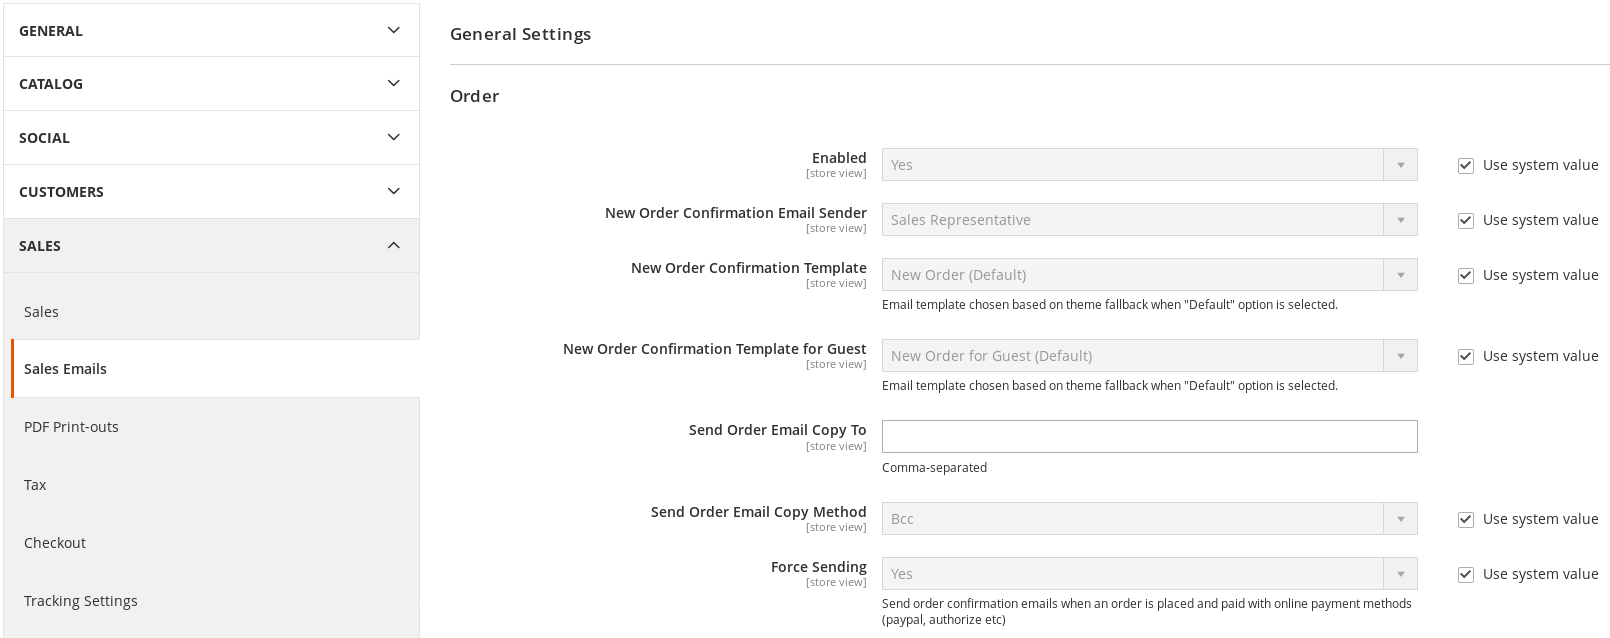 GENERAL
CATALOG
SOCIAL
CUSTOMERS
SALES
Sales
Sales Emails
PDF Print-outs
Tax
Checkout
Tracking Settings
General Settings
Order
Enabled
[store view]
Yes
Use system value
New Order Confirmation Email Sender
[store view]
Sales Representative
Use system value
New Order Confirmation Template
[store view]
New Order (Default)
Use system value
Email template chosen based on theme fallback when "Default" option is selected.
New Order Confirmation Template for Guest
[store view]
New Order for Guest (Default)
Use system value
Email template chosen based on theme fallback when "Default" option is selected.
Send Order Email Copy To
[store view]
Comma-separated
Send Order Email Copy Method
[store view]
Bcc
Use system value
Force Sending
[store view]
Yes
Use system value
Send order confirmation emails when an order is placed and paid with online payment methods
(paypal, authorize etc)